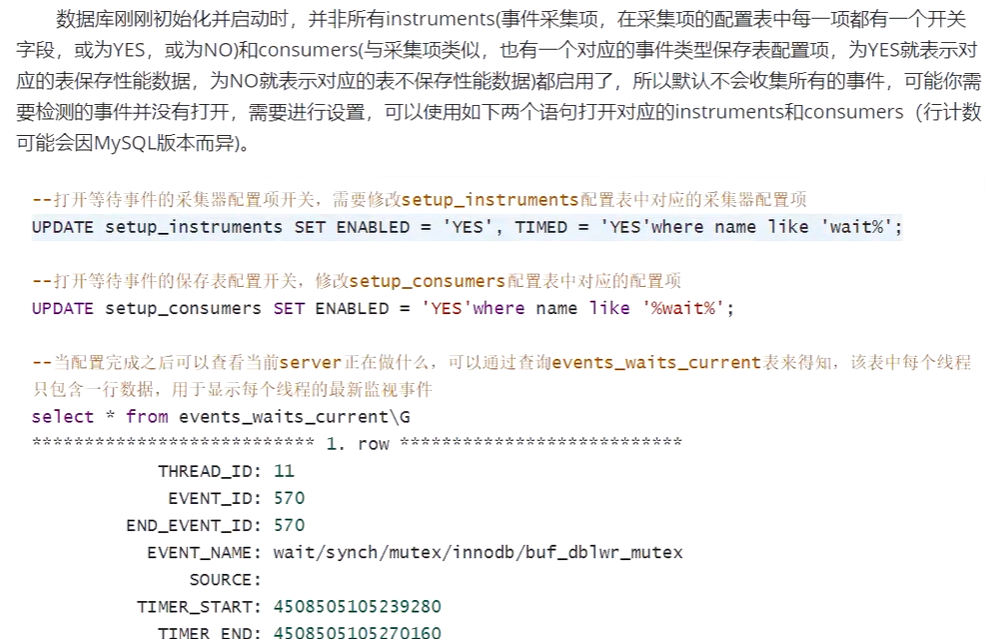 数据库刚刚初始化并启动时，并非所有instruments(事件采集项，在采集项的配置表中每一项都有一个开关
字段，或为YES，或为NO)和consumers(与采集项类似，也有一个对应的事件类型保存表配置项，为YES就表示对
应的表保存性能数据，为NO就表示对应的表不保存性能数据)都启用了，所以默认不会收集所有的事件，可能你需
要检测的事件并没有打开，需要进行设置，可以使用如下两个语句打开对应的instruments和consumers（行计数
可能会因MySQL版本而异)。
--打开等待事件的采集器配置项开关，需要修改setup_instruments配置表中对应的采集器配置项
UPDATE setup_instruments SET ENABLED = 'YES', TIMED = 'YES'where name like 'wait%';
--打开等待事件的保存表配置开关，修改setup_consumers配置表中对应的配置项
UPDATE setup_consumers SET ENABLED = 'YES'where name like '%wait%';
--当配置完成之后可以查看当前server正在做什么，可以通过查询events_waits_current表来得知，该表中每个线程
只包含一行数据，用于显示每个线程的最新监视事件
select * from events_waits_current\G
*************************** 1. row ***************************
THREAD_ID: 11
EVENT_ID: 570
END_EVENT_ID: 570
EVENT_NAME: wait/synch/mutex/innodb/buf_dblwr_mutex
SOURCE:
TIMER_START: 4508505105239280
TIMER_END: 4508505105270160